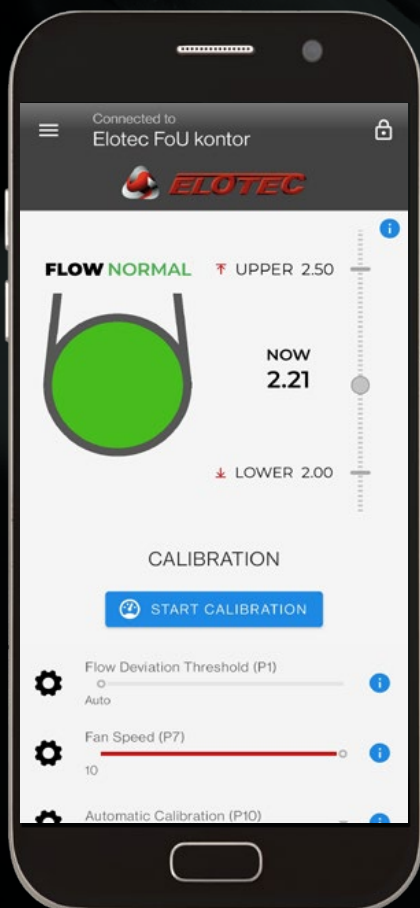 Connected to
Elotec FoU kontor
ELOTEC
FLOW NORMAL
UPPER 2.50
NOW
2.21
LOWER 2.00
CALIBRATION
START CALIBRATION
Flow Deviation Threshold (P1)
Auto
Fan Speed (P7)
10
Automatic Calibration (P10)